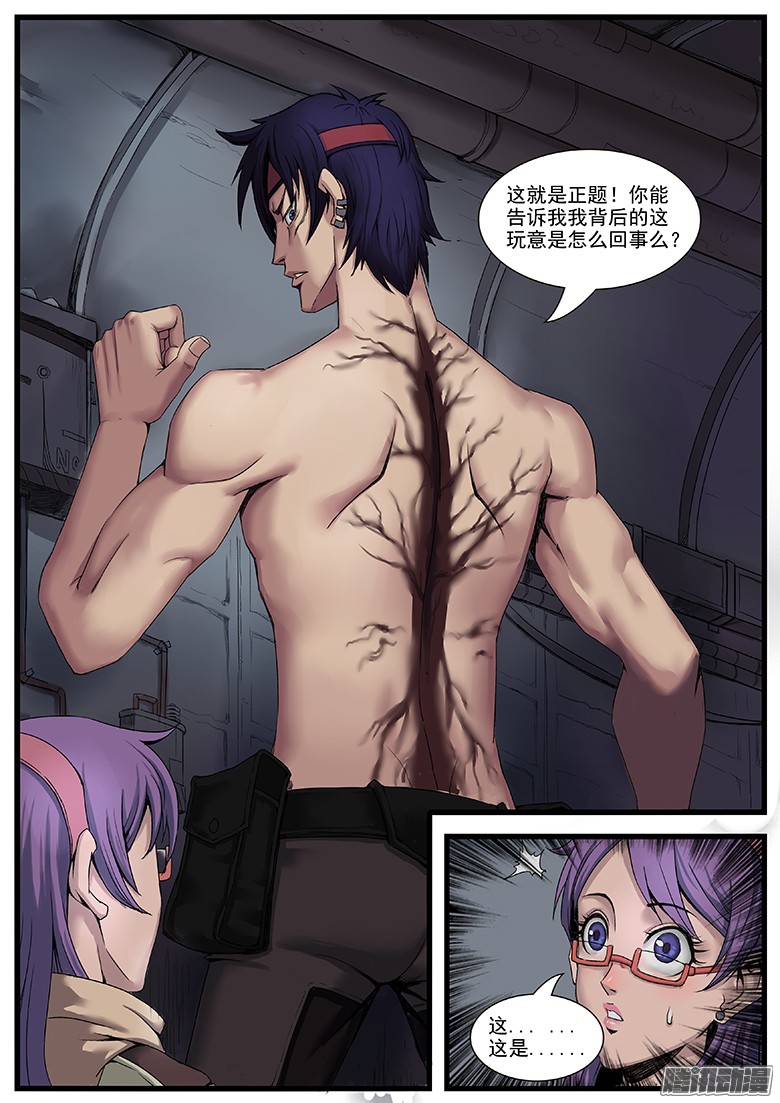 这就是正题！你能
告诉我我背后的这
玩意是怎么回事么？
No
这... ...
这是......
腾讯动漫